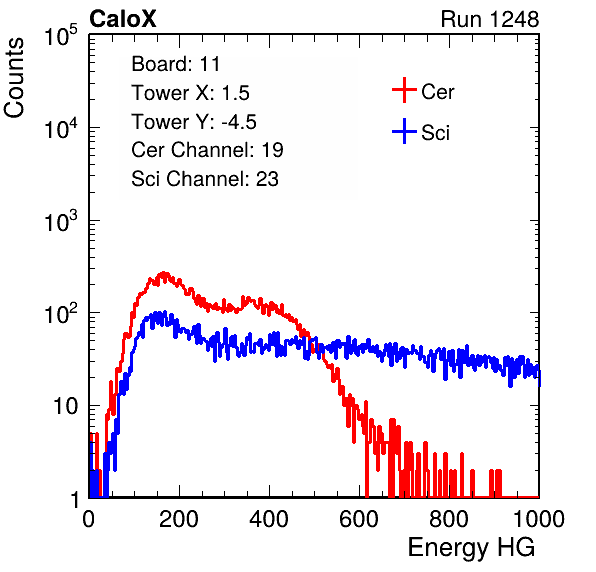 CaloX Run 1248
Counts
10^5
Board: 11
Tower X: 1.5
Tower Y: -4.5
Cer Channel: 19
Sci Channel: 23
Cer
Sci
10^4
10^3
10^2
10
1
0 200 400 600 800 1000
Energy HG